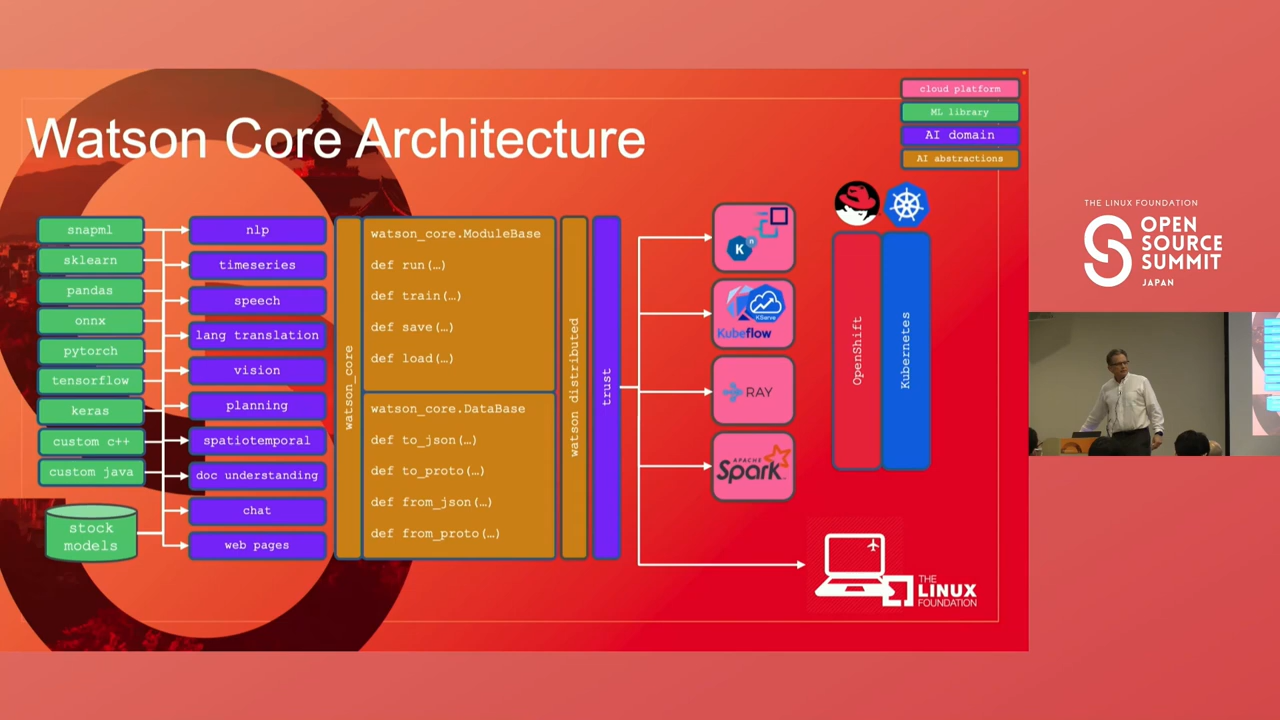 Watson Core Architecture
cloud platform
ML library
AI domain
AI abstractions
snapml
sklearn
pandas
onnx
pytorch
tensorflow
keras
custom c++
custom java
stock
models
nlp
timeseries
speech
lang translation
vision
planning
spatiotemporal
doc understanding
chat
web pages
watson_core
watson_core.ModuleBase
def run(…)
def train(…)
def save(…)
def load(…)
watson_core.DataBase
def to_json(…)
def to_proto(…)
def from_json(…)
def from_proto(…)
watson distributed
trust
K n
KServe
Kubeflow
RAY
APACHE
Spark
OpenShift
Kubernetes
THE
LINUX
FOUNDATION
THE LINUX FOUNDATION
OPEN
SOURCE
SUMMIT
JAPAN